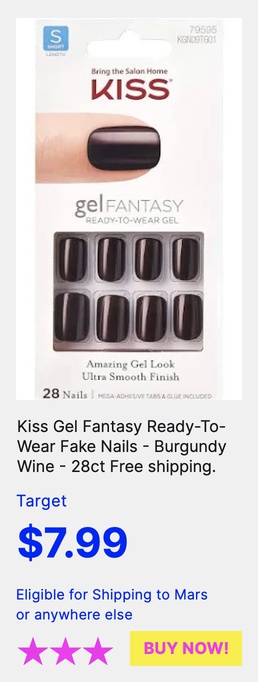 S
SHORT
LENGTH
79595
KGN09TG01
Bring the Salon Home
KISS
gel FANTASY
READY-TO-WEAR GEL
Amazing Gel Look
Ultra Smooth Finish
28 Nails | MEGA-ADHESIVE TABS & GLUE INCLUDED
Kiss Gel Fantasy Ready-To-
Wear Fake Nails - Burgundy
Wine - 28ct Free shipping.
Target
$7.99
Eligible for Shipping to Mars
or anywhere else
BUY NOW!